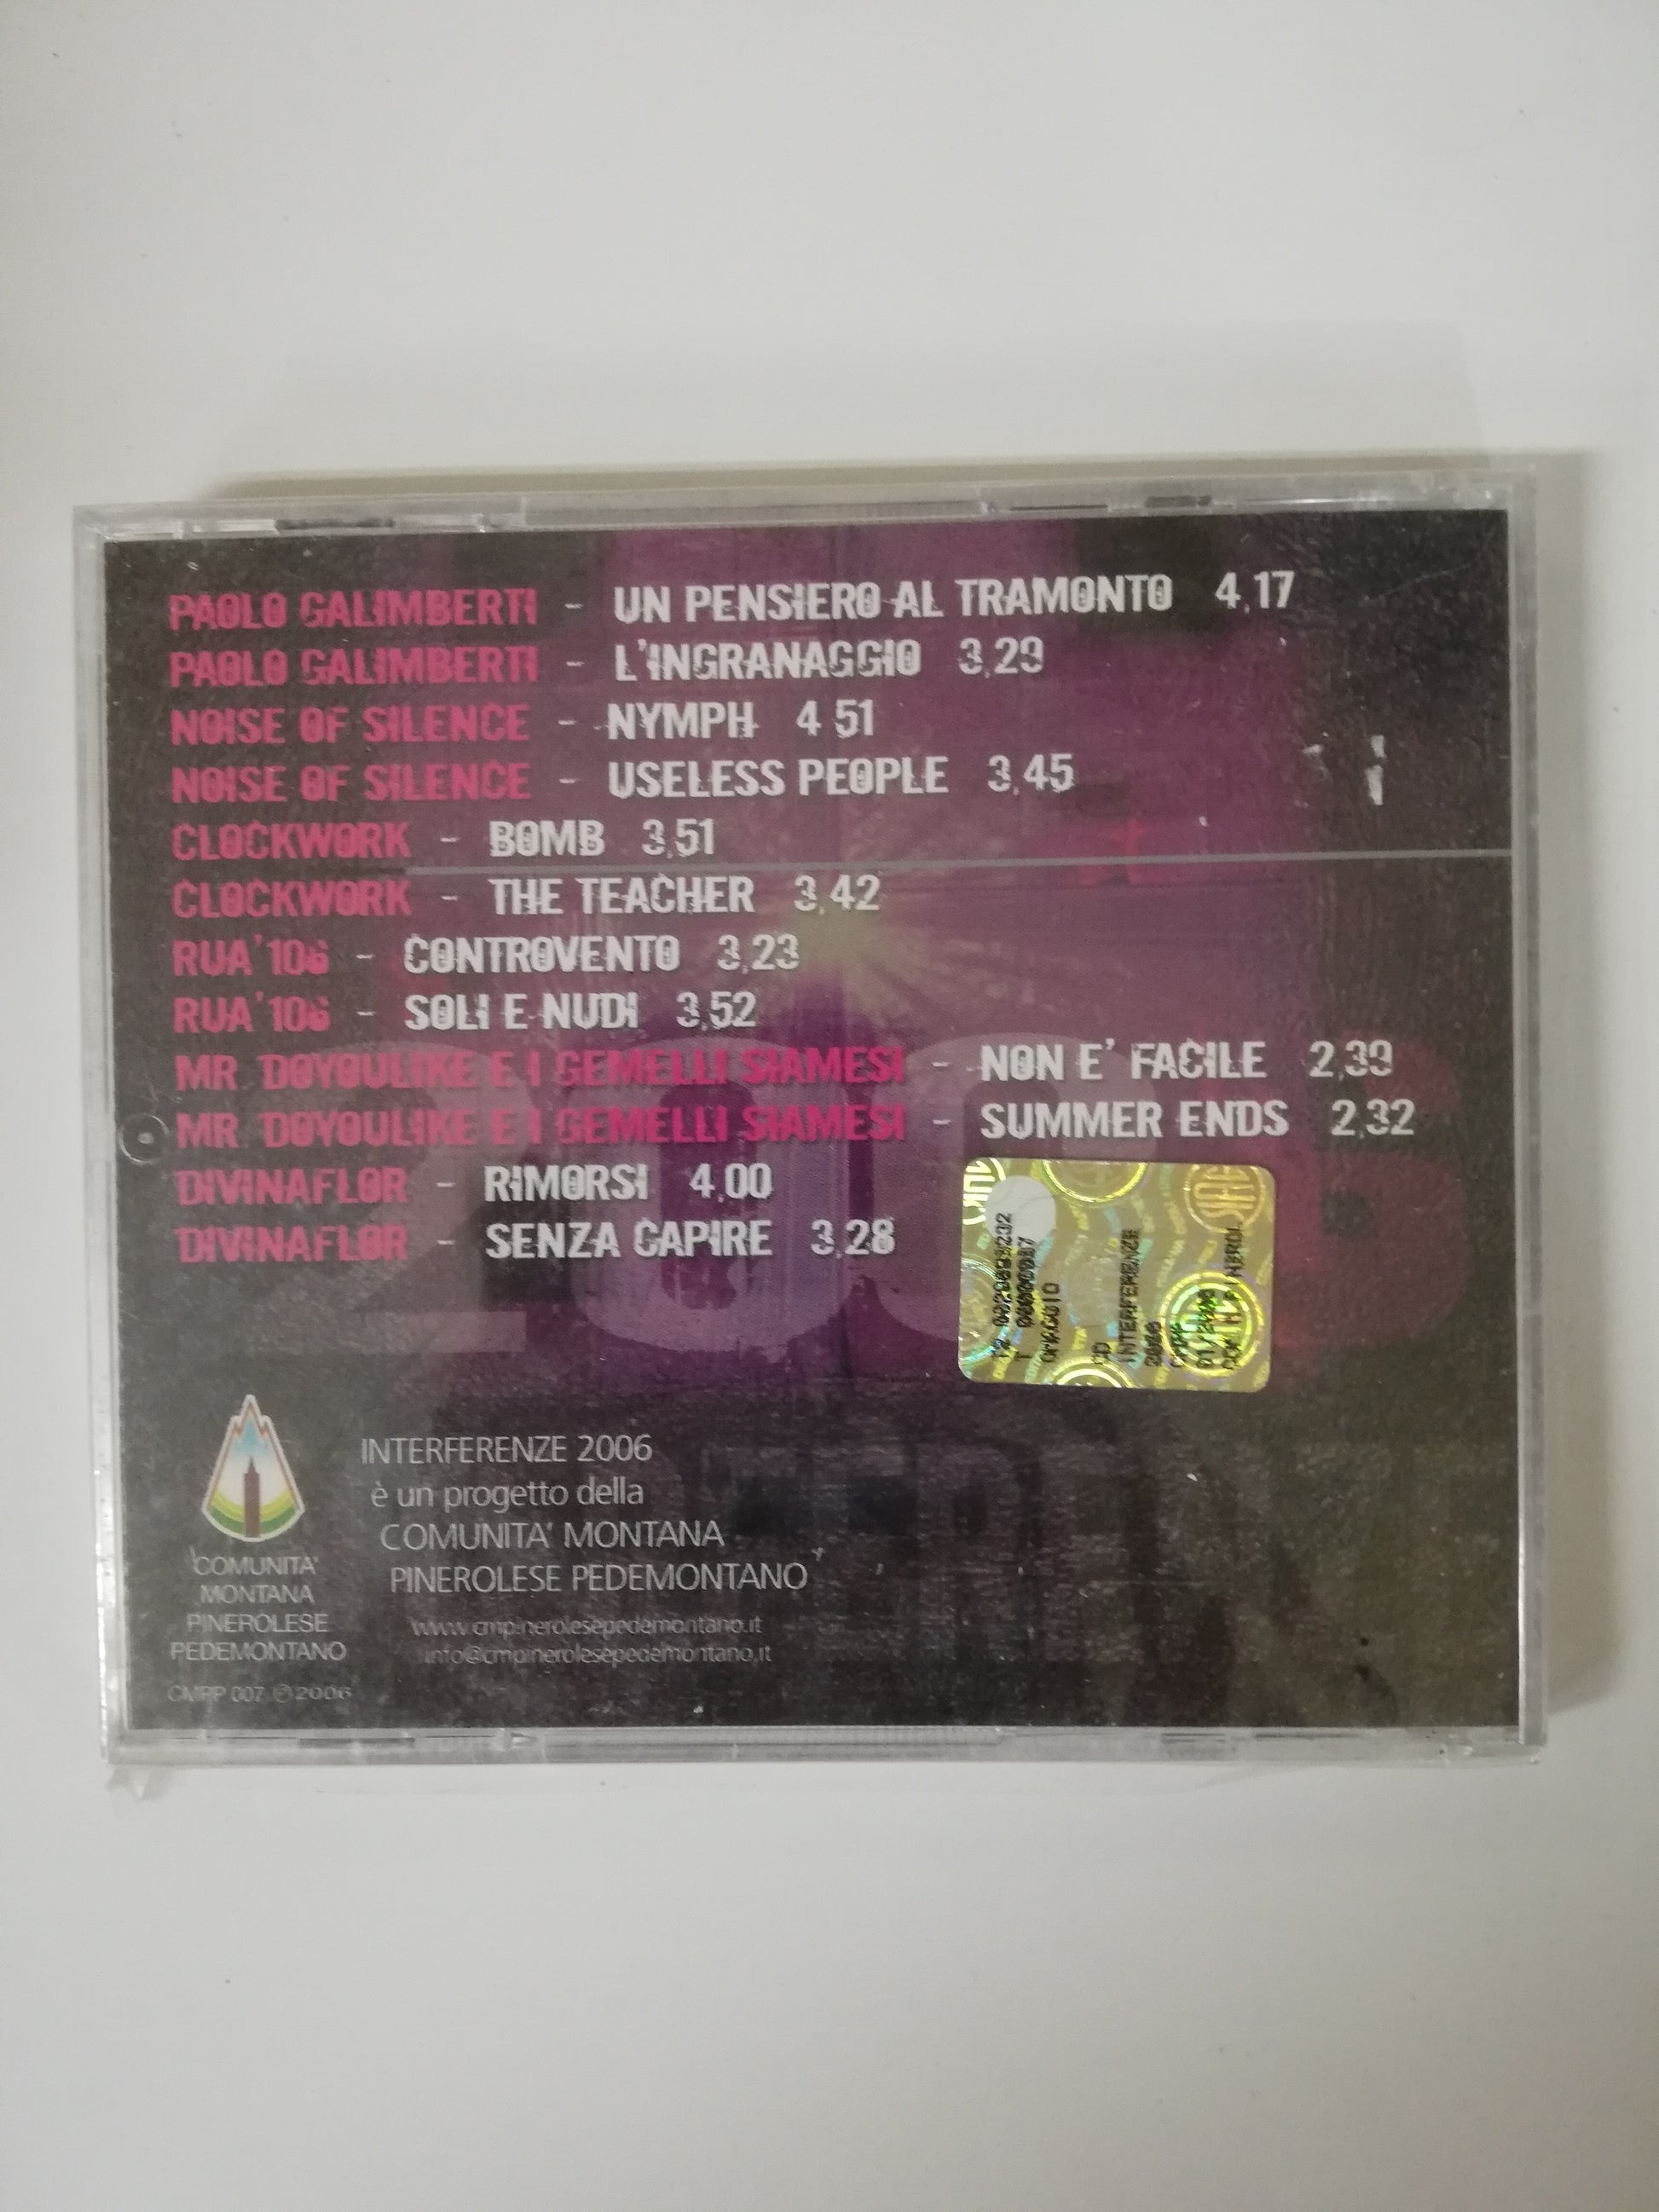 PAOLO GALIMBERTI - UN PENSIERO AL TRAMONTO 4,17
PAOLO GALIMBERTI - L'INGRANAGGIO 3,29
NOISE OF SILENCE - NYMPH 4 51
NOISE OF SILENCE - USELESS PEOPLE 3,45
CLOCKWORK - BOMB 3,51
CLOCKWORK - THE TEACHER 3,42
RUA'106 - CONTROVENTO 3,23
RUA'106 - SOLI E NUDI 3,52
MR DOYOULIKE E I GEMELLI SIAMESI - NON E' FACILE 2,39
MR DOYOULIKE E I GEMELLI SIAMESI - SUMMER ENDS 2,32
DIVINAFLOR - RIMORSI 4,00
DIVINAFLOR - SENZA CAPIRE 3,28
2006
OMAGGIO
CD
INTERFERENZE
INTERFERENZE 2006
è un progetto della
COMUNITA' MONTANA
PINEROLESE PEDEMONTANO
www.cmpinerolesepedemontano.it
info@cmpinerolesepedemontano.it
COMUNITA'
MONTANA
PINEROLESE
PEDEMONTANO
CMPP 007 ℗ 2006